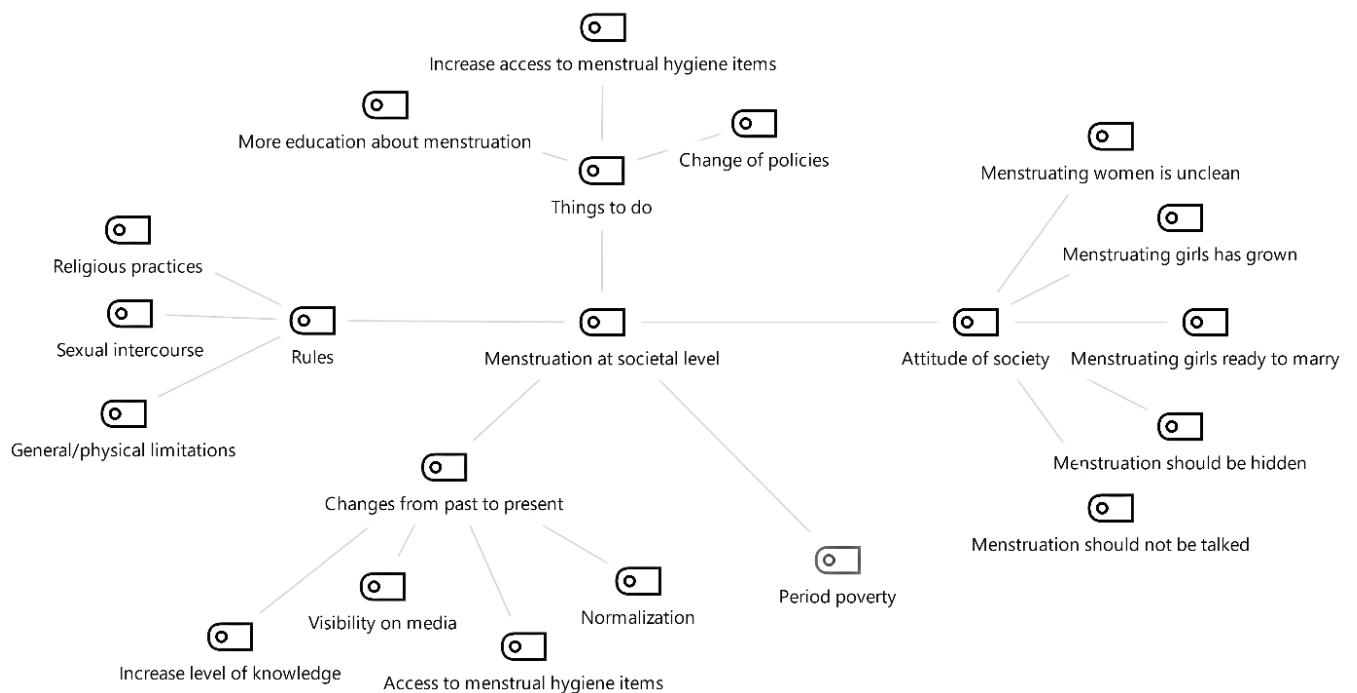 Increase access to menstrual hygiene items
More education about menstruation
Change of policies
Things to do
Menstruating women is unclean
Menstruating girls has grown
Religious practices
Sexual intercourse
Rules
Menstruation at societal level
Attitude of society
Menstruating girls ready to marry
General/physical limitations
Menstruation should be hidden
Changes from past to present
Menstruation should not be talked
Period poverty
Visibility on media
Normalization
Increase level of knowledge
Access to menstrual hygiene items